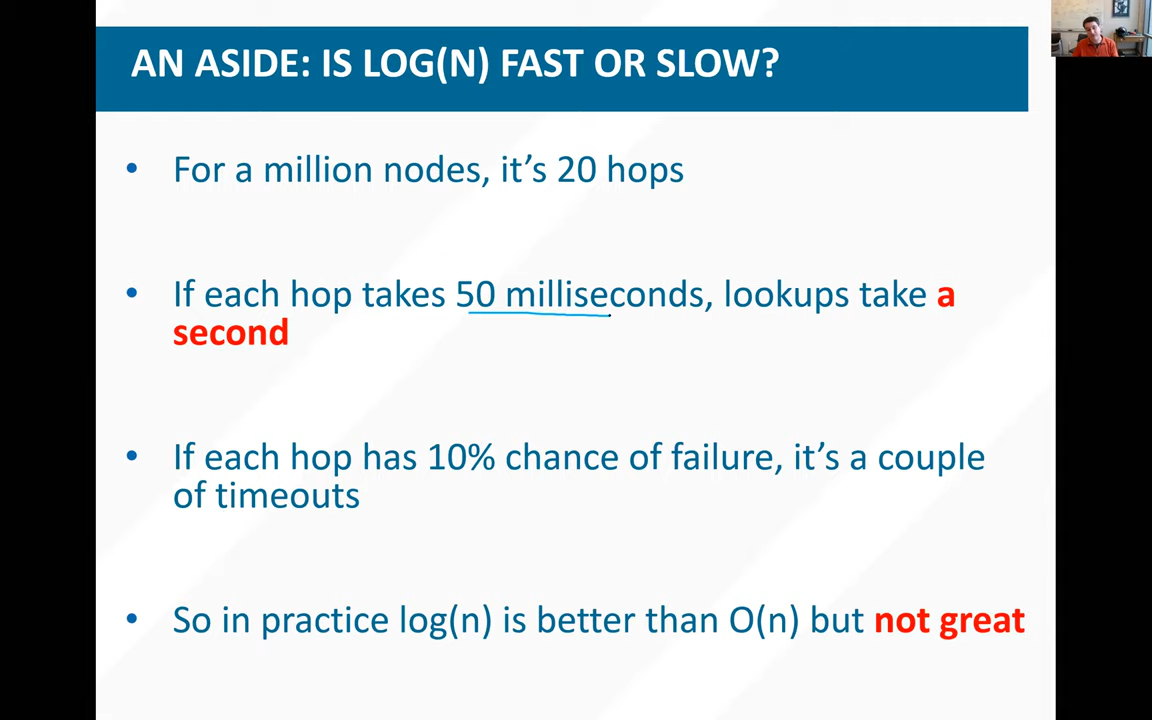 AN ASIDE: IS LOG(N) FAST OR SLOW?
• For a million nodes, it’s 20 hops
• If each hop takes 50 milliseconds, lookups take a
second
• If each hop has 10% chance of failure, it’s a couple
of timeouts
• So in practice log(n) is better than O(n) but not great